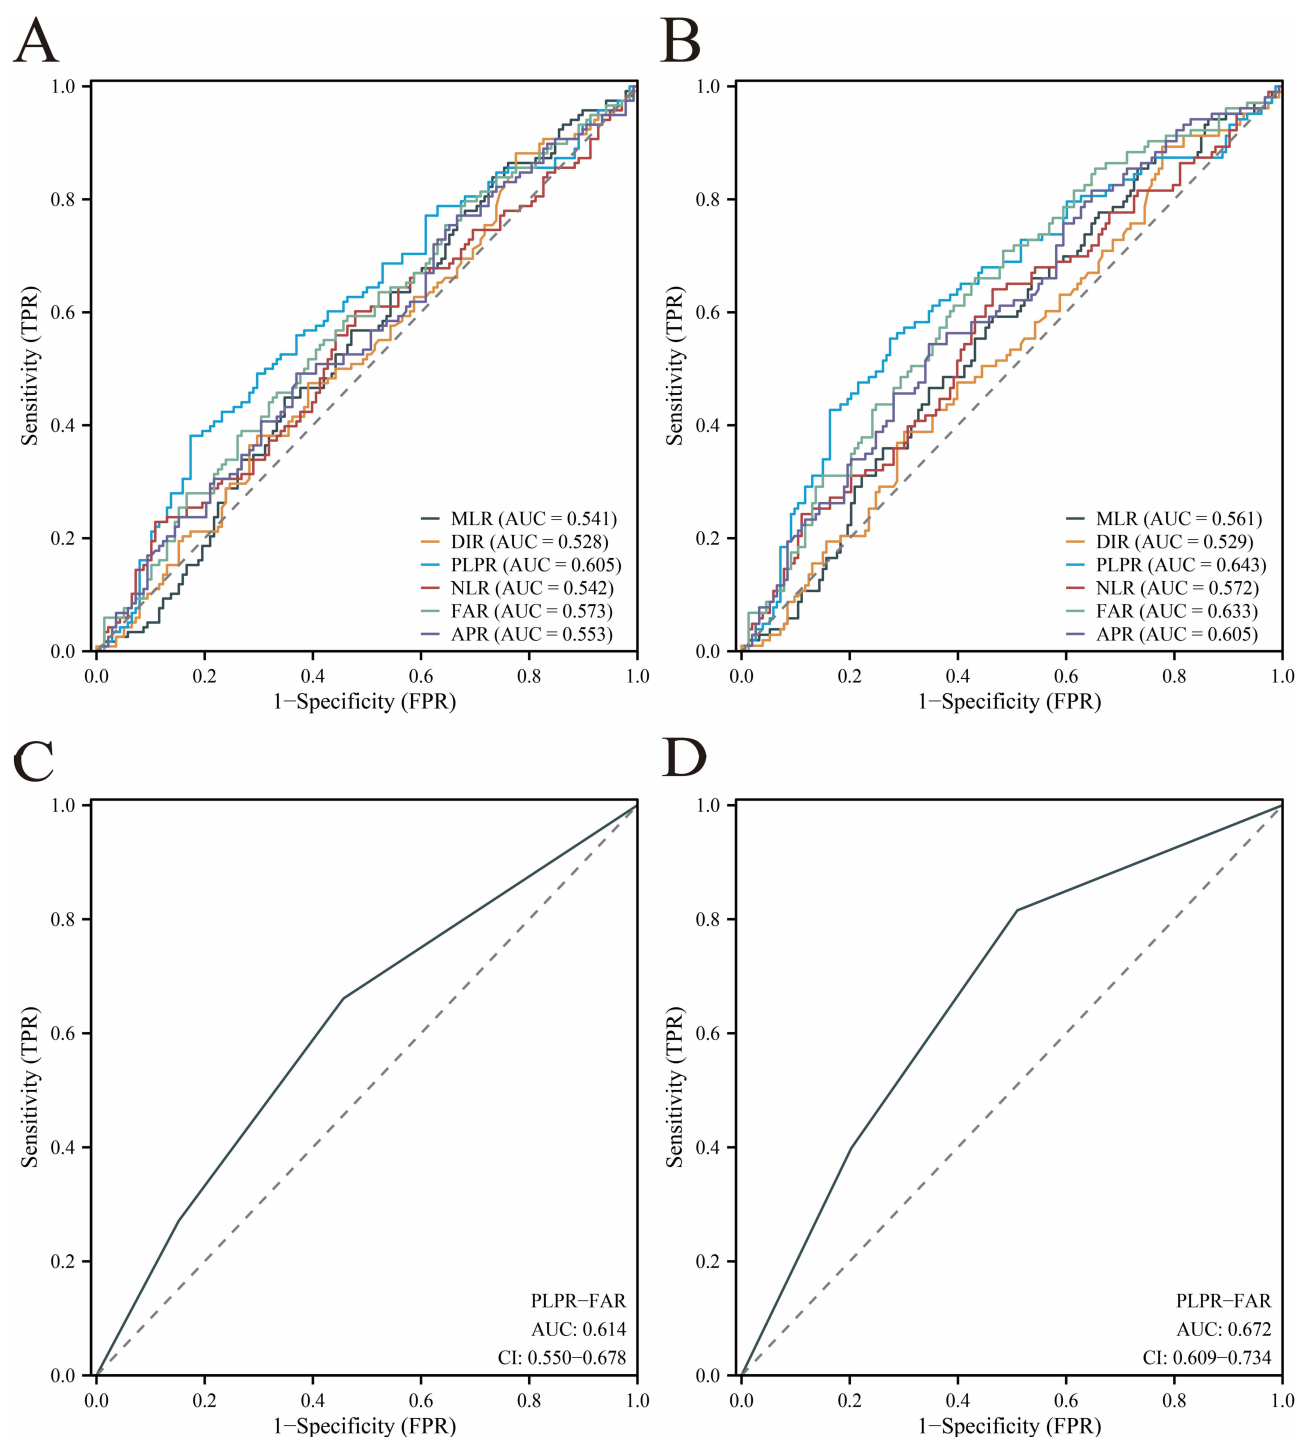 A
1.0
0.8
0.6
0.4
0.2
0.0
Sensitivity (TPR)
MLR (AUC = 0.541)
DIR (AUC = 0.528)
PLPR (AUC = 0.605)
NLR (AUC = 0.542)
FAR (AUC = 0.573)
APR (AUC = 0.553)
0.0 0.2 0.4 0.6 0.8 1.0
1−Specificity (FPR)
B
1.0
0.8
0.6
0.4
0.2
0.0
Sensitivity (TPR)
MLR (AUC = 0.561)
DIR (AUC = 0.529)
PLPR (AUC = 0.643)
NLR (AUC = 0.572)
FAR (AUC = 0.633)
APR (AUC = 0.605)
0.0 0.2 0.4 0.6 0.8 1.0
1−Specificity (FPR)
C
1.0
0.8
0.6
0.4
0.2
0.0
Sensitivity (TPR)
PLPR−FAR
AUC: 0.614
CI: 0.550−0.678
0.0 0.2 0.4 0.6 0.8 1.0
1−Specificity (FPR)
D
1.0
0.8
0.6
0.4
0.2
0.0
Sensitivity (TPR)
PLPR−FAR
AUC: 0.672
CI: 0.609−0.734
0.0 0.2 0.4 0.6 0.8 1.0
1−Specificity (FPR)